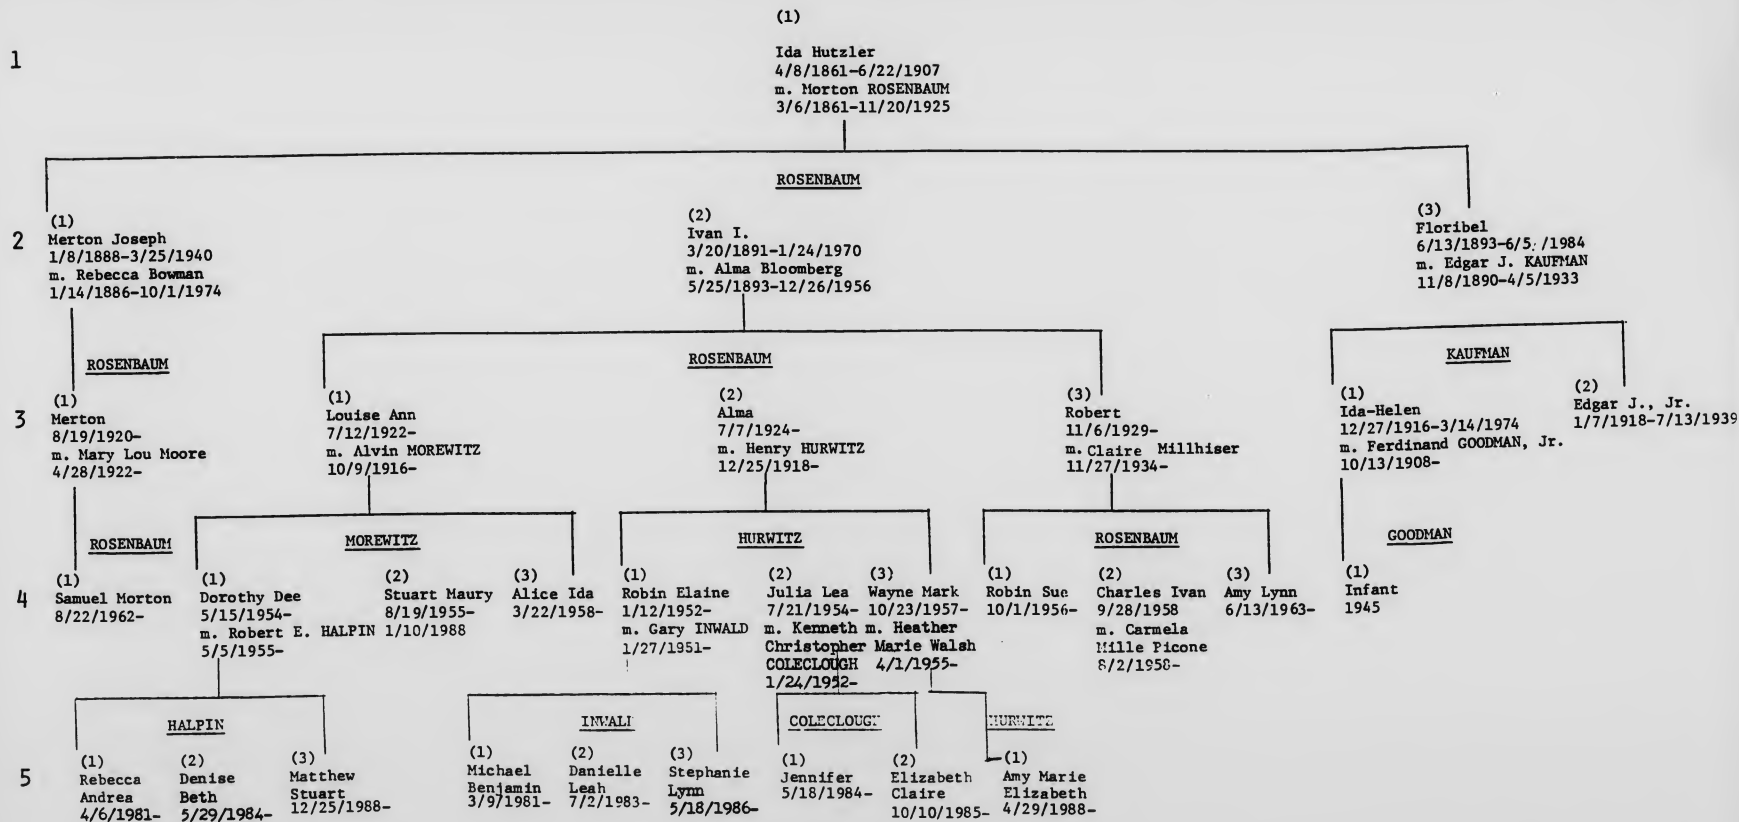 (1)
1
Ida Hutzler
4/8/1861-6/22/1907
m. Morton ROSENBAUM
3/6/1861-11/20/1925
ROSENBAUM
2
(1)
Merton Joseph
1/8/1888-3/25/1940
m. Rebecca Bowman
1/14/1886-10/1/1974
(2)
Ivan I.
3/20/1891-1/24/1970
m. Alma Bloomberg
5/25/1893-12/26/1956
(3)
Floribel
6/13/1893-6/5/1984
m. Edgar J. KAUFMAN
11/8/1890-4/5/1933
ROSENBAUM
ROSENBAUM
KAUFMAN
3
(1)
Merton
8/19/1920-
m. Mary Lou Moore
4/28/1922-
(1)
Louise Ann
7/12/1922-
m. Alvin MOREWITZ
10/9/1916-
(2)
Alma
7/7/1924-
m. Henry HURWITZ
12/25/1918-
(3)
Robert
11/6/1929-
m. Claire Millhiser
11/27/1934-
(1)
Ida-Helen
12/27/1916-3/14/1974
m. Ferdinand GOODMAN, Jr.
10/13/1908-
(2)
Edgar J., Jr.
1/7/1918-7/13/1939
ROSENBAUM
MOREWITZ
HURWITZ
ROSENBAUM
GOODMAN
4
(1)
Samuel Morton
8/22/1962-
(1)
Dorothy Dee
5/15/1954-
m. Robert E. HALPIN
5/5/1955-
(2)
Stuart Maury
8/19/1955-
1/10/1988
(3)
Alice Ida
3/22/1958-
(1)
Robin Elaine
1/12/1952-
m. Gary INWALD
1/27/1951-
(2)
Julia Lea
7/21/1954-
m. Kenneth
Christopher
COLECLOUGH
1/24/1952-
(3)
Wayne Mark
10/23/1957-
m. Heather
Marie Walsh
4/1/1955-
(1)
Robin Sue
10/1/1956-
(2)
Charles Ivan
9/28/1958
m. Carmela
Mille Picone
8/2/1958-
(3)
Amy Lynn
6/13/1963-
(1)
Infant
1945
HALPIN
INWALD
COLECLOUGH
HURWITZ
5
(1)
Rebecca
Andrea
4/6/1981-
(2)
Denise
Beth
5/29/1984-
(3)
Matthew
Stuart
12/25/1988-
(1)
Michael
Benjamin
3/9/1981-
(2)
Danielle
Leah
7/2/1983-
(3)
Stephanie
Lynn
5/18/1986-
(1)
Jennifer
5/18/1984-
(2)
Elizabeth
Claire
10/10/1985-
(1)
Amy Marie
Elizabeth
4/29/1988-